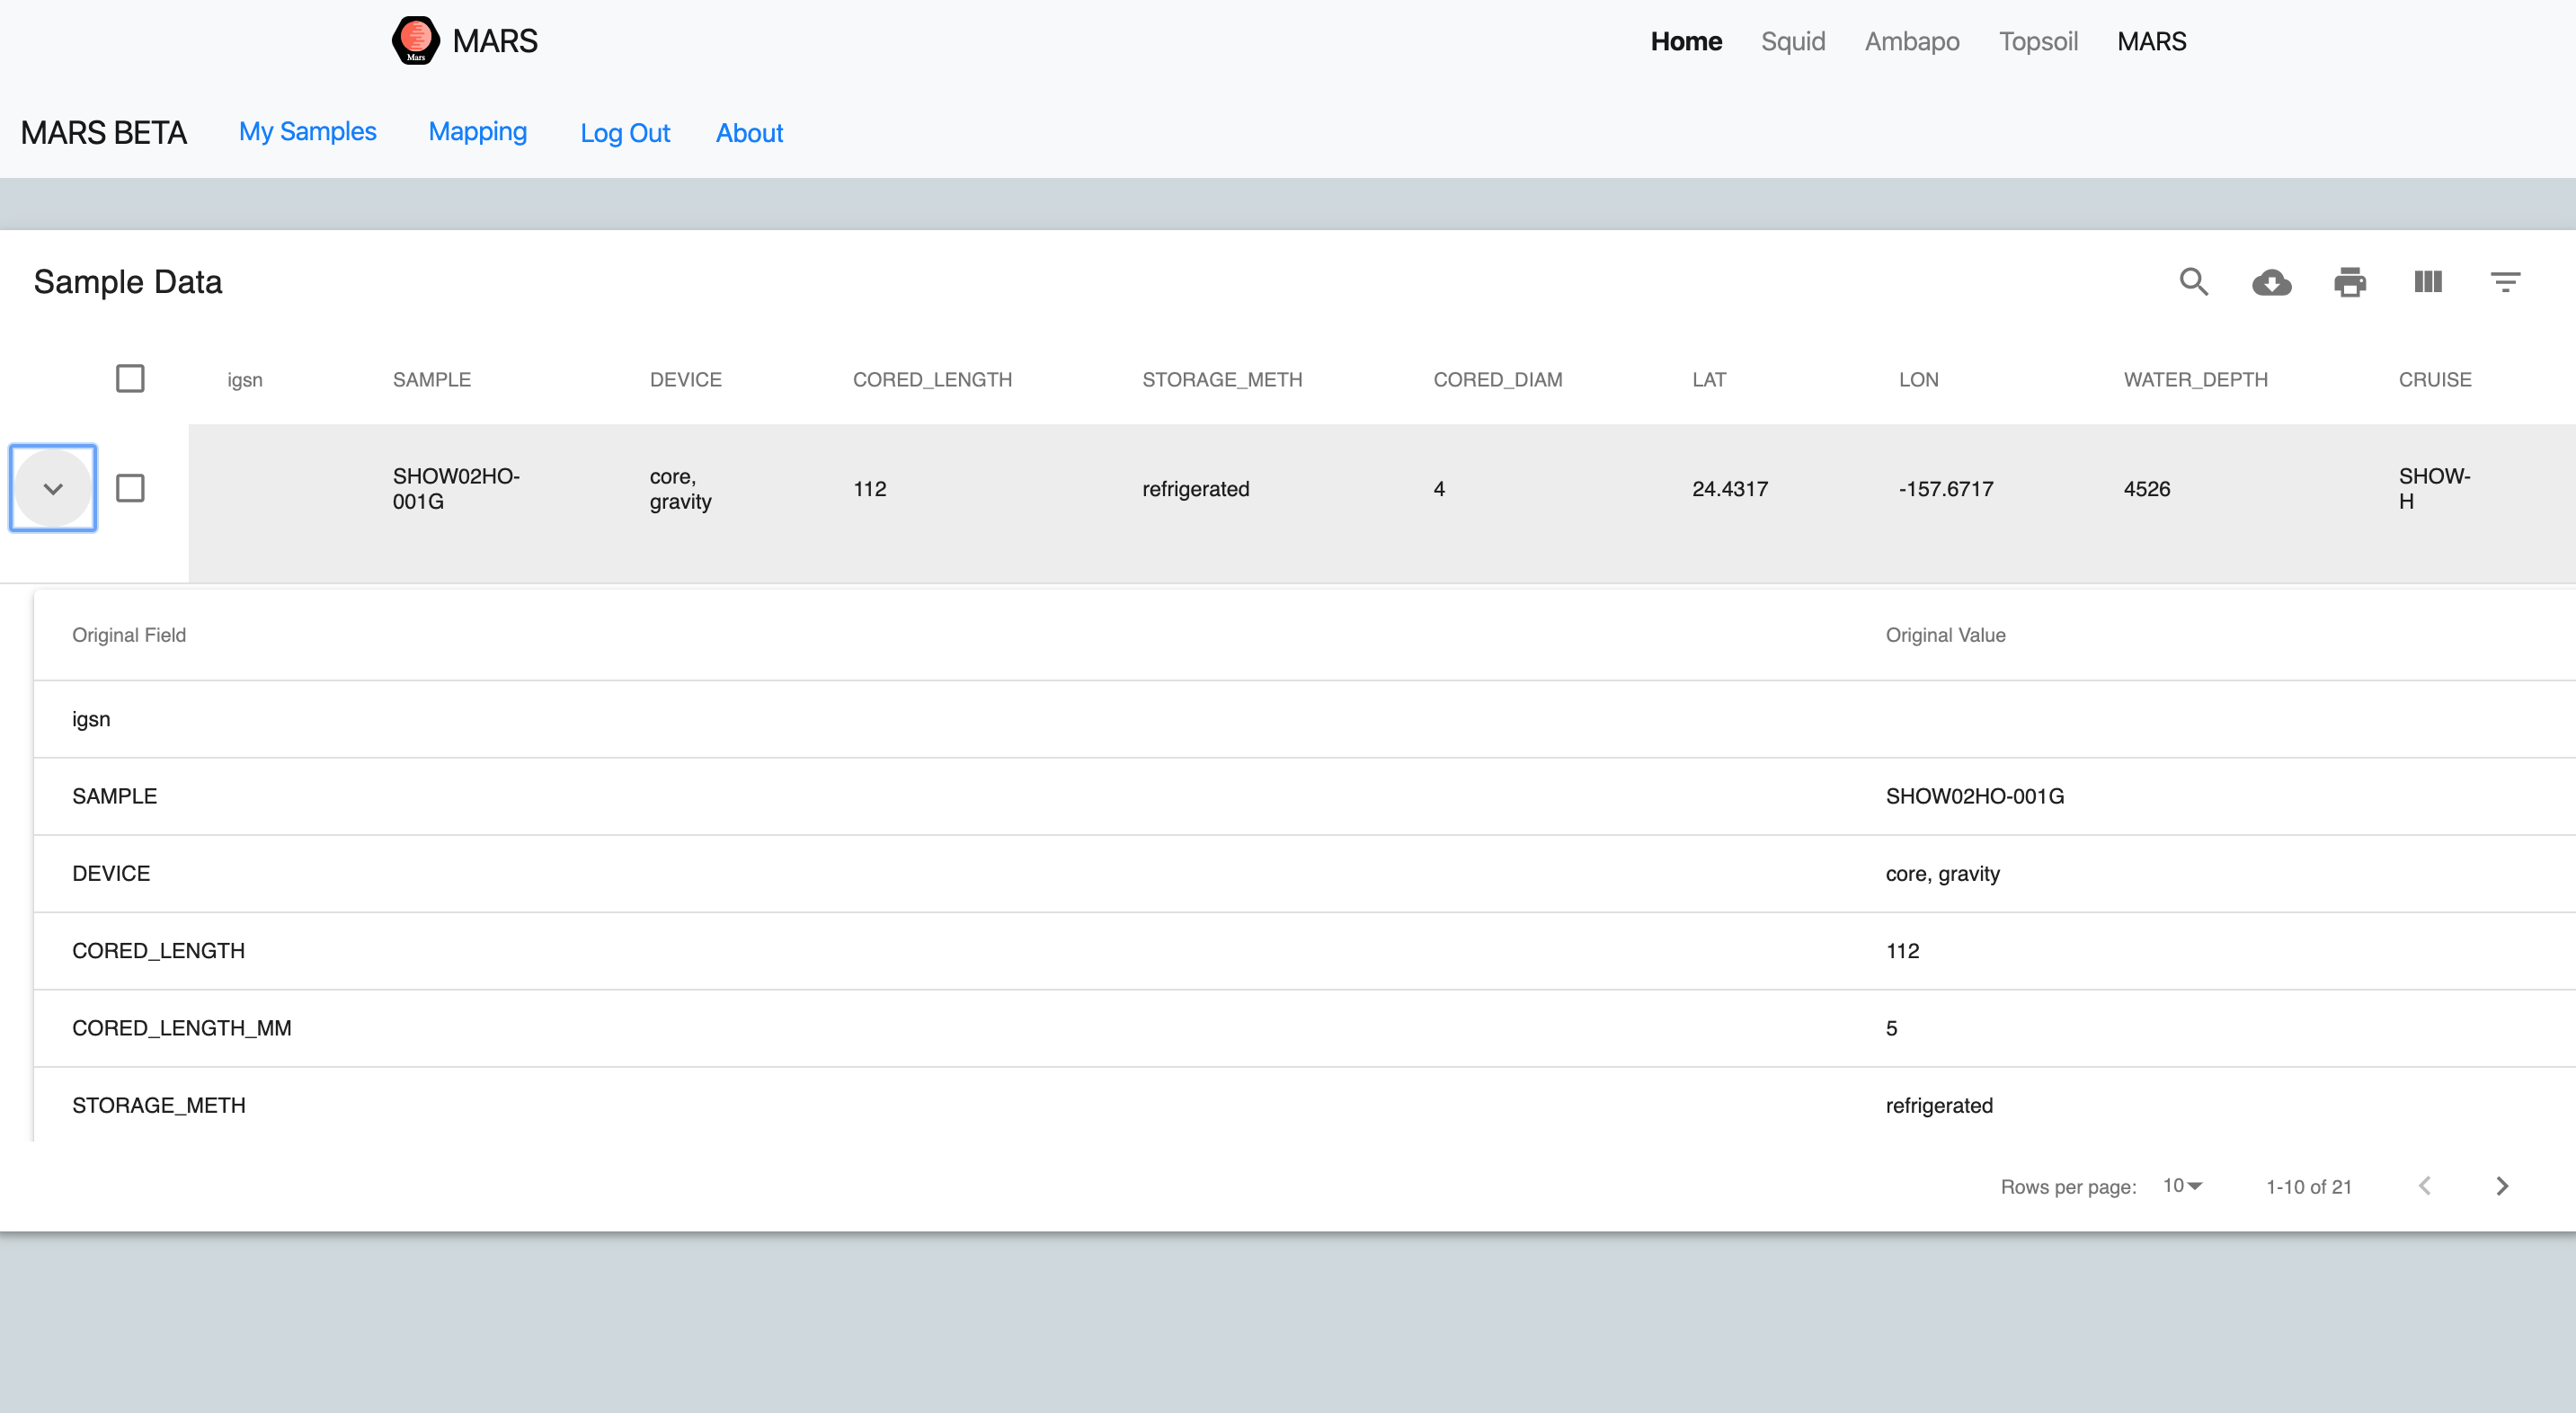 Mars
MARS
Home Squid Ambapo Topsoil MARS
MARS BETA My Samples Mapping Log Out About
Sample Data
igsn SAMPLE DEVICE CORED_LENGTH STORAGE_METH CORED_DIAM LAT LON WATER_DEPTH CRUISE
SHOW02HO-
001G
core,
gravity
112
refrigerated
4
24.4317
-157.6717
4526
SHOW-
H
Original Field Original Value
igsn
SAMPLE SHOW02HO-001G
DEVICE core, gravity
CORED_LENGTH 112
CORED_LENGTH_MM 5
STORAGE_METH refrigerated
Rows per page: 10 1-10 of 21